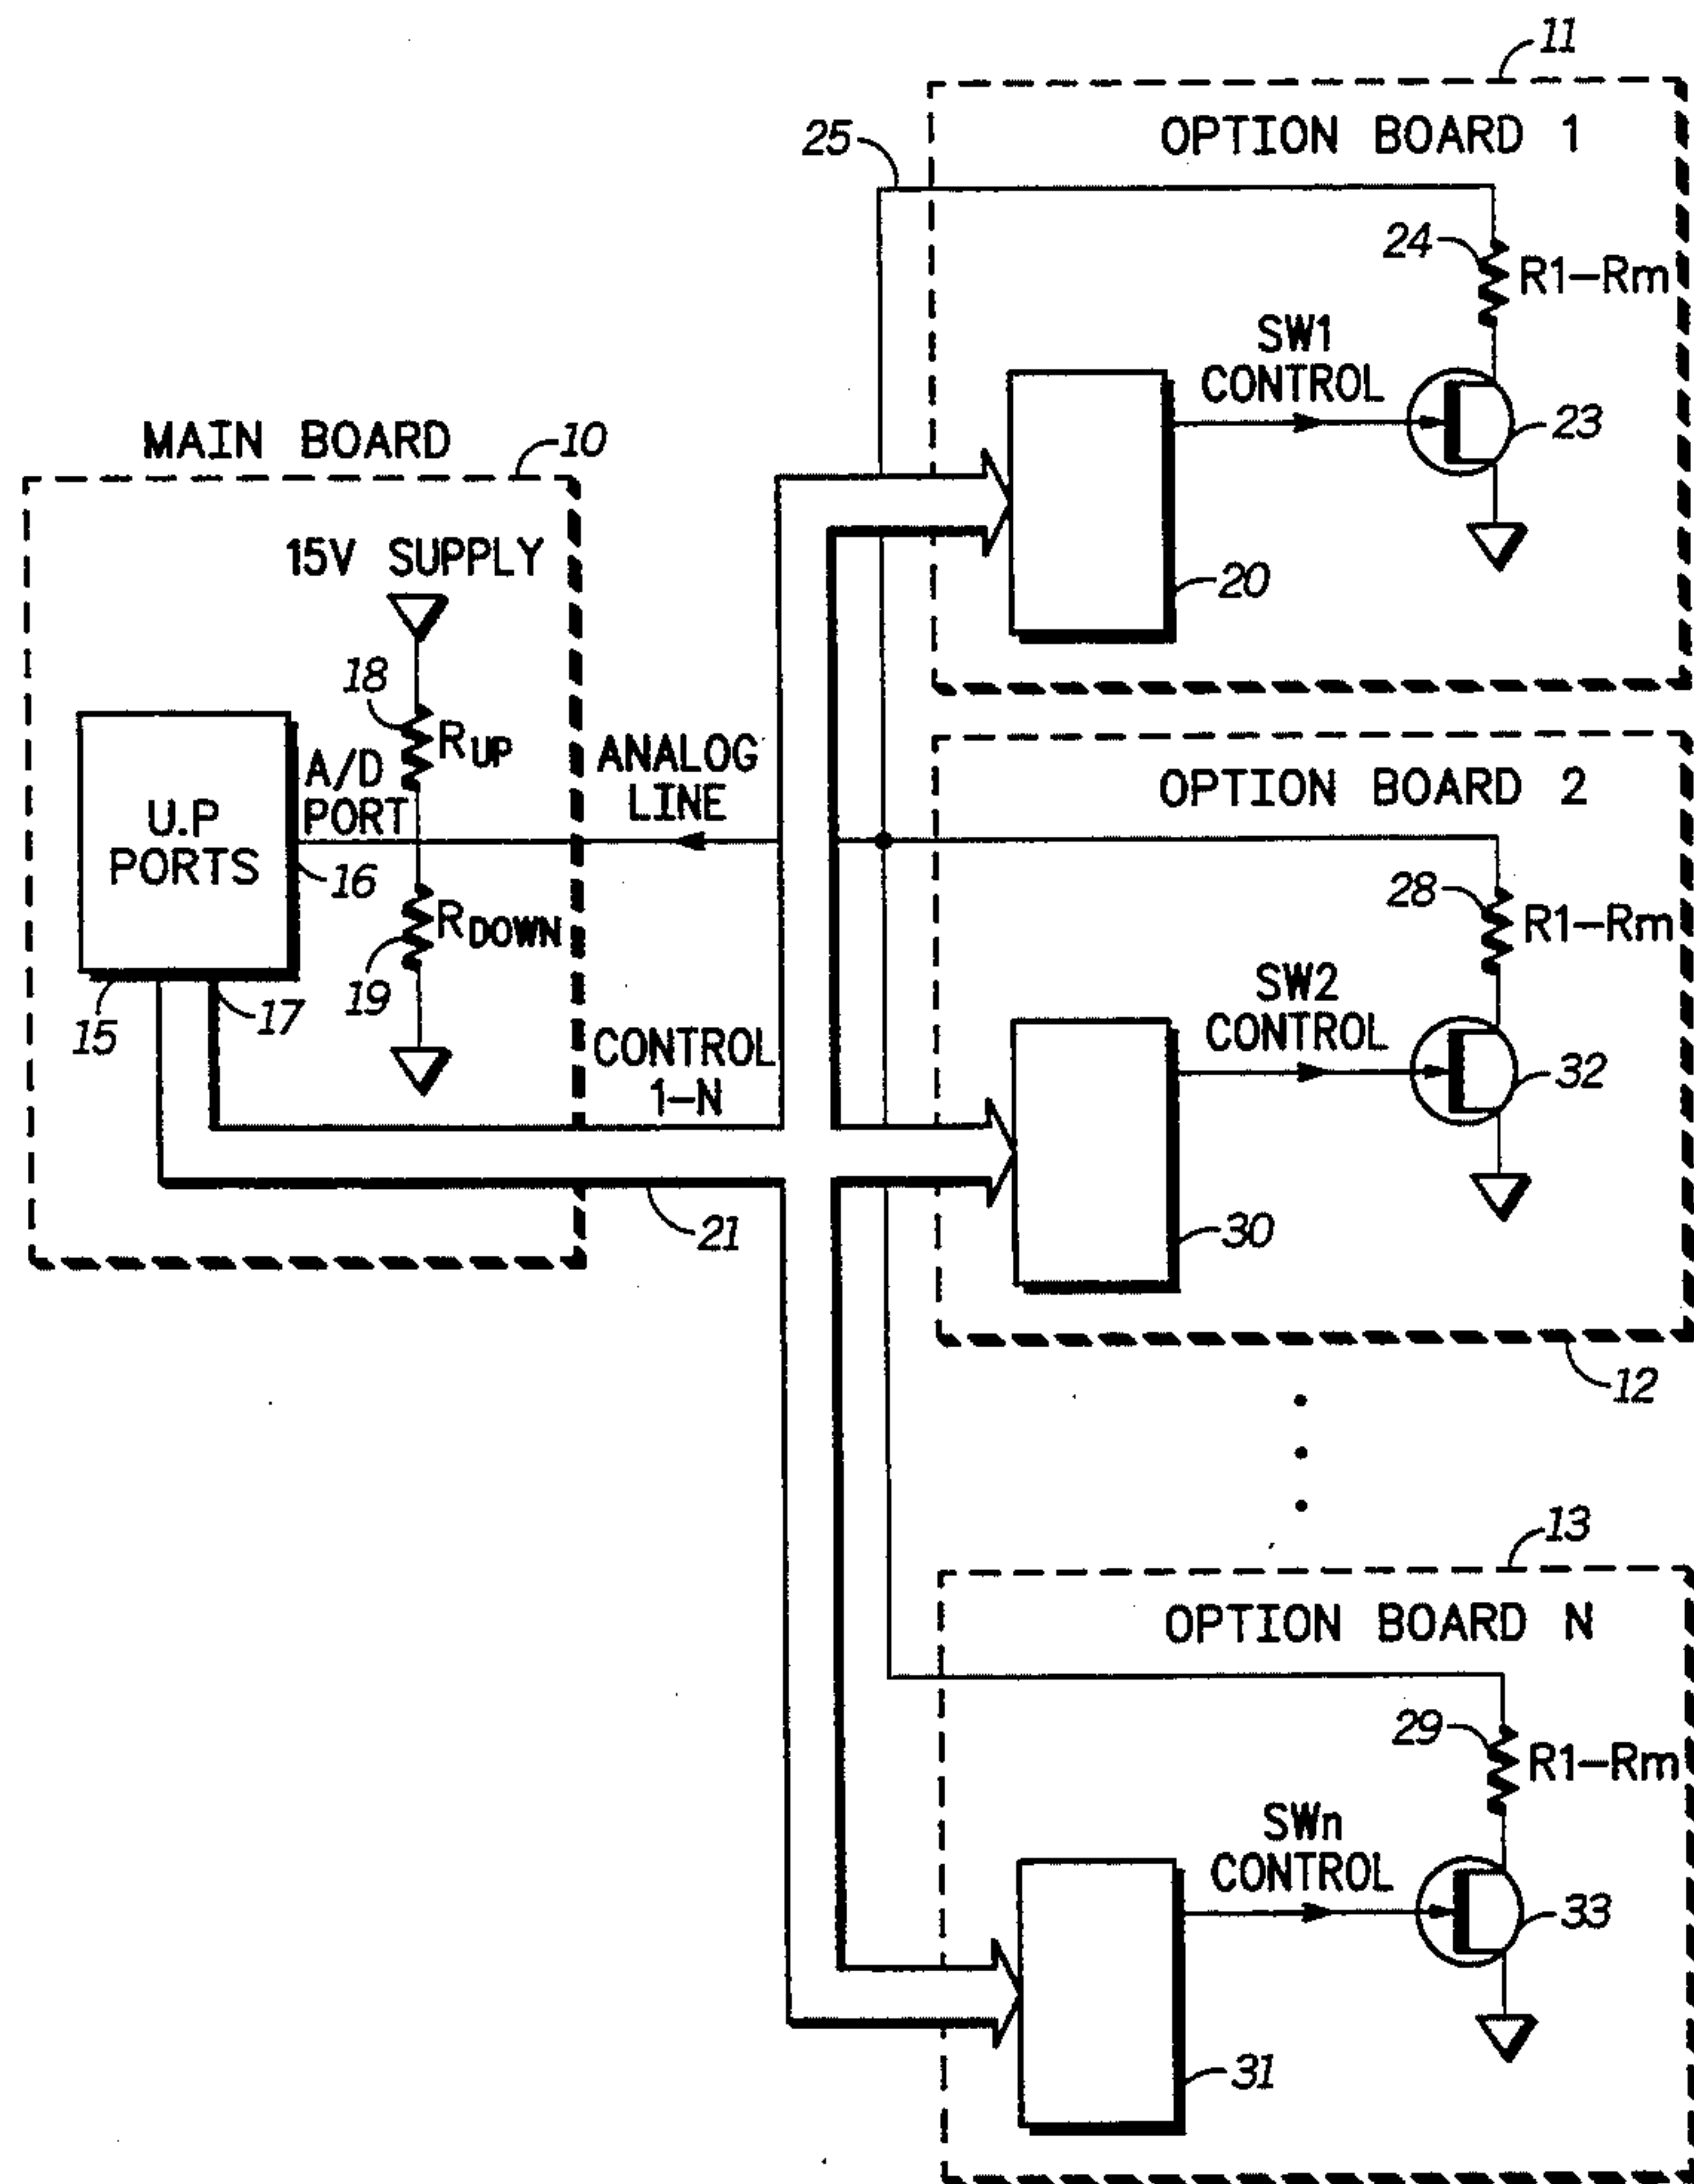 11
OPTION BOARD 1
25
24
R1-Rm
SW1
CONTROL
23
20
MAIN BOARD
10
15V SUPPLY
18
RUP
A/D
PORT
ANALOG
LINE
U.P
PORTS
16
RDOWN
19
15
17
CONTROL
1-N
21
OPTION BOARD 2
28
R1-Rm
SW2
CONTROL
32
30
12
13
OPTION BOARD N
29
R1-Rm
SWn
CONTROL
33
31